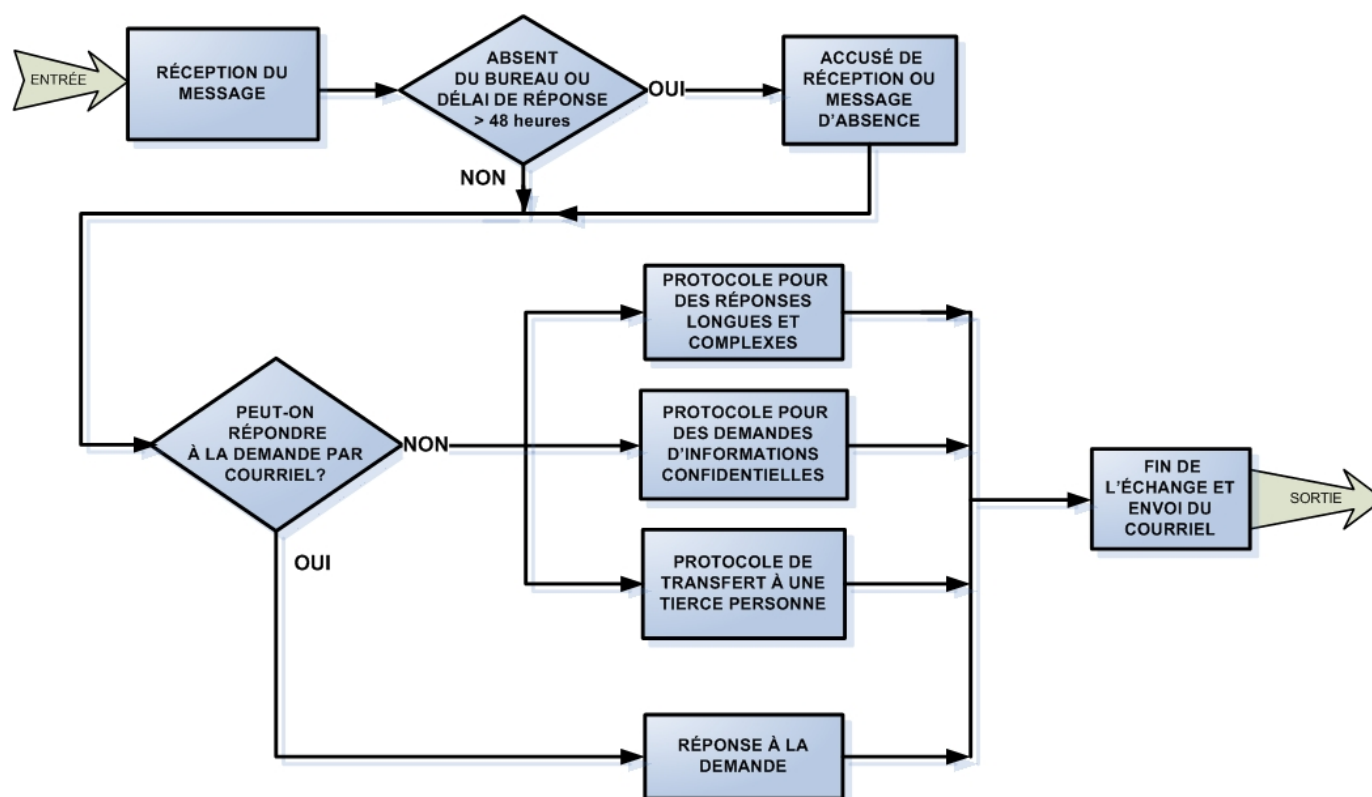 ENTRÉE
RÉCEPTION DU
MESSAGE
ABSENT
DU BUREAU OU
DÉLAI DE RÉPONSE
> 48 heures
OUI
ACCUSÉ DE
RÉCEPTION OU
MESSAGE
D'ABSENCE
NON
PEUT-ON
RÉPONDRE
À LA DEMANDE PAR
COURRIEL?
NON
PROTOCOLE POUR
DES RÉPONSES
LONGUES ET
COMPLEXES
PROTOCOLE POUR
DES DEMANDES
D'INFORMATIONS
CONFIDENTIELLES
PROTOCOLE DE
TRANSFERT À UNE
TIERCE PERSONNE
OUI
RÉPONSE À LA
DEMANDE
FIN DE
L'ÉCHANGE ET
ENVOI DU
COURRIEL
SORTIE